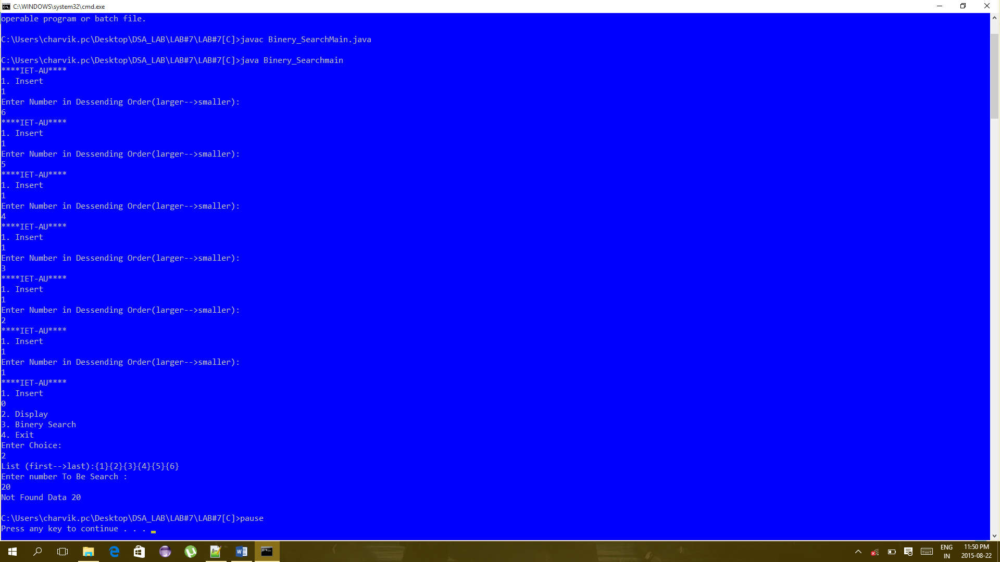 C:\WINDOWS\system32\cmd.exe
operable program or batch file.
C:\Users\charvik.pc\Desktop\DSA_LAB\LAB#7\LAB#7[C]>javac Binery_SearchMain.java
C:\Users\charvik.pc\Desktop\DSA_LAB\LAB#7\LAB#7[C]>java Binery_Searchmain
****IET-AU****
1. Insert
1
Enter Number in Dessending Order(larger-->smaller):
6
****IET-AU****
1. Insert
1
Enter Number in Dessending Order(larger-->smaller):
5
****IET-AU****
1. Insert
1
Enter Number in Dessending Order(larger-->smaller):
4
****IET-AU****
1. Insert
1
Enter Number in Dessending Order(larger-->smaller):
3
****IET-AU****
1. Insert
1
Enter Number in Dessending Order(larger-->smaller):
2
****IET-AU****
1. Insert
1
Enter Number in Dessending Order(larger-->smaller):
1
****IET-AU****
1. Insert
0
2. Display
3. Binery Search
4. Exit
Enter Choice:
2
List (first-->last):{1}{2}{3}{4}{5}{6}
Enter number To Be Search :
20
Not Found Data 20
C:\Users\charvik.pc\Desktop\DSA_LAB\LAB#7\LAB#7[C]>pause
Press any key to continue . . .
ENG
IN
11:50 PM
2015-08-22